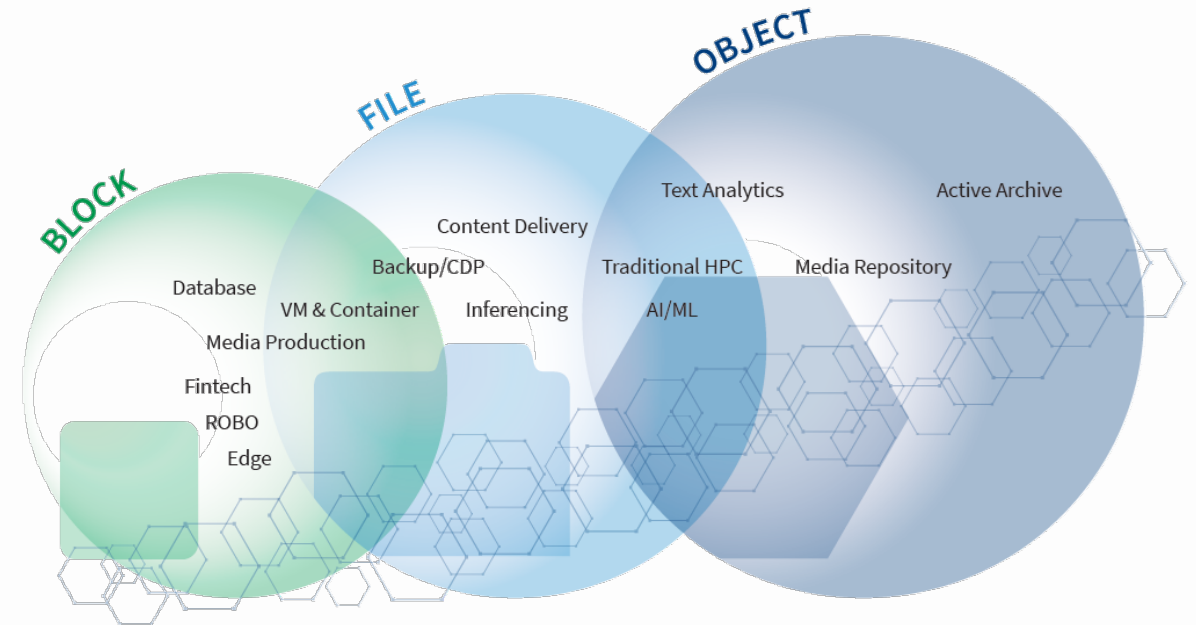 BLOCK
FILE
OBJECT
Database
VM & Container
Media Production
Fintech
ROBO
Edge
Content Delivery
Backup/CDP
Inferencing
Text Analytics
Traditional HPC
AI/ML
Active Archive
Media Repository